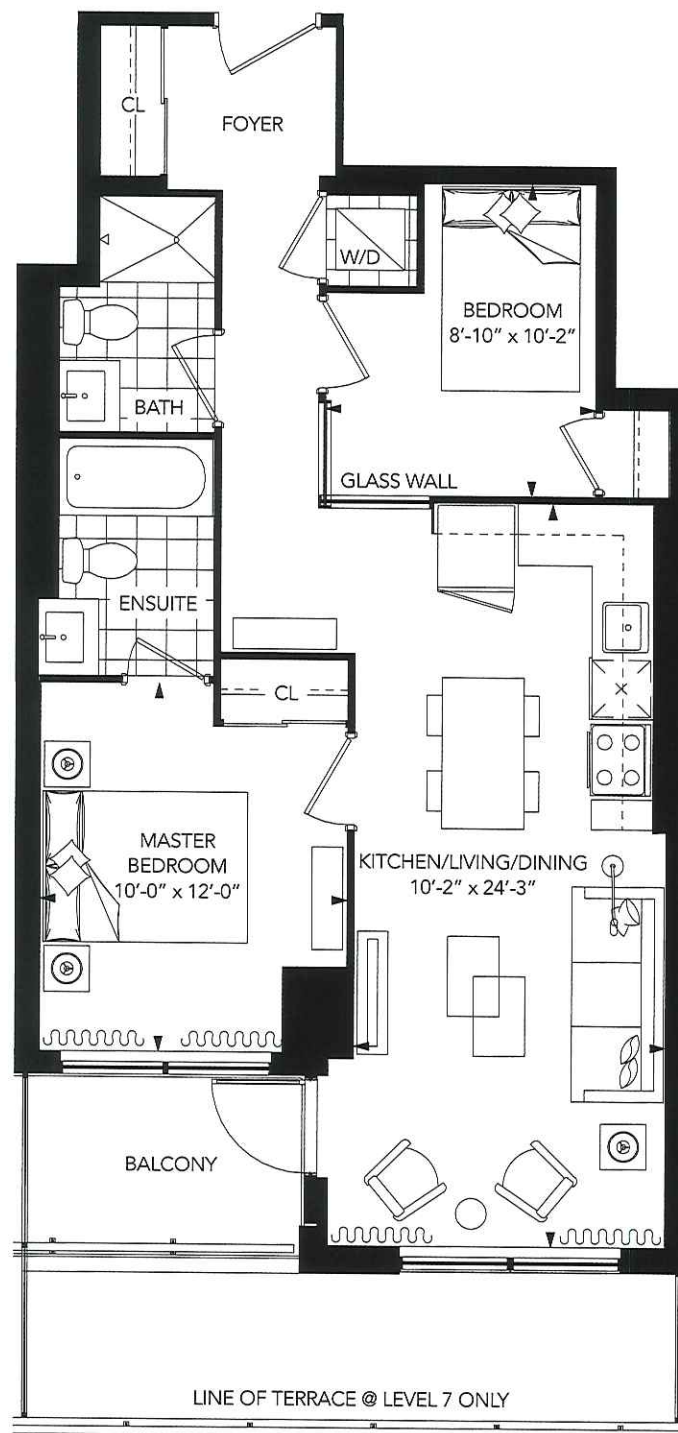 CL
FOYER
W/D
BEDROOM
8'-10" x 10'-2"
BATH
GLASS WALL
ENSUITE
CL
MASTER
BEDROOM
10'-0" x 12'-0"
KITCHEN/LIVING/DINING
10'-2" x 24'-3"
BALCONY
LINE OF TERRACE @ LEVEL 7 ONLY